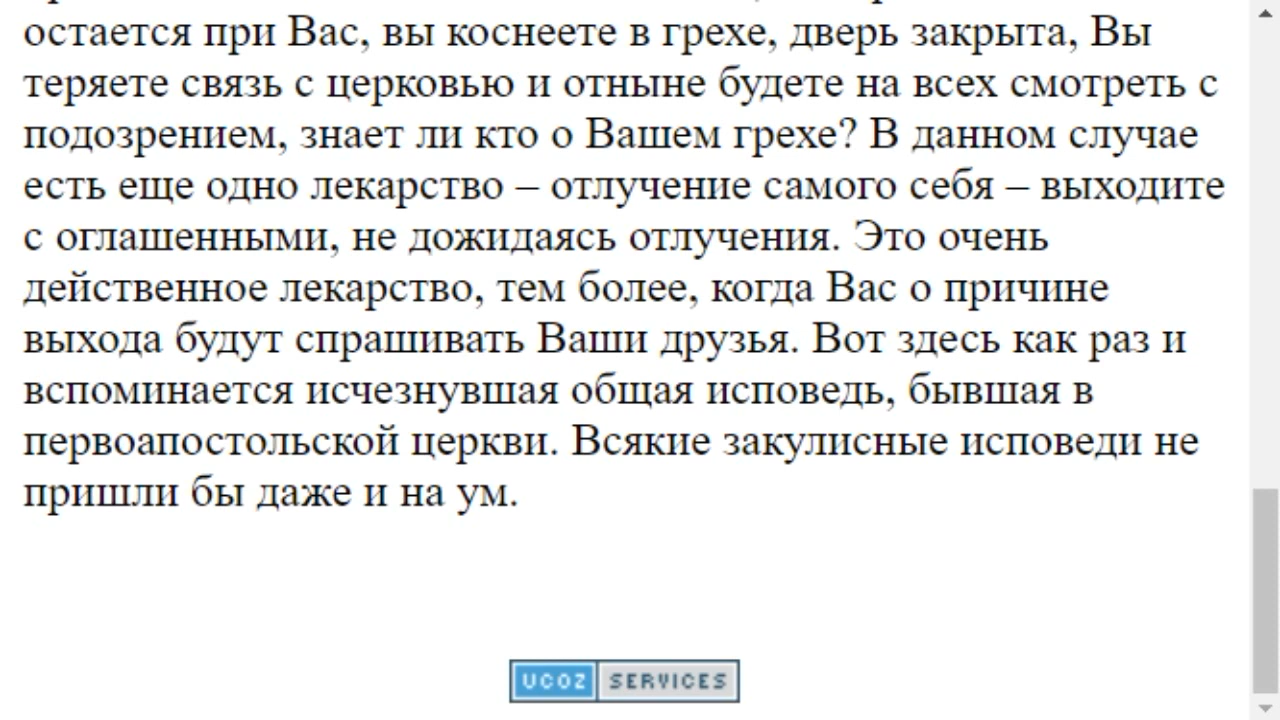 остается при Вас, вы коснеете в грехе, дверь закрыта, Вы
теряете связь с церковью и отныне будете на всех смотреть с
подозрением, знает ли кто о Вашем грехе? В данном случае
есть еще одно лекарство – отлучение самого себя – выходите
с оглашенными, не дожидаясь отлучения. Это очень
действенное лекарство, тем более, когда Вас о причине
выхода будут спрашивать Ваши друзья. Вот здесь как раз и
вспоминается исчезнувшая общая исповедь, бывшая в
первоапостольской церкви. Всякие закулисные исповеди не
пришли бы даже и на ум.
UCOZ SERVICES